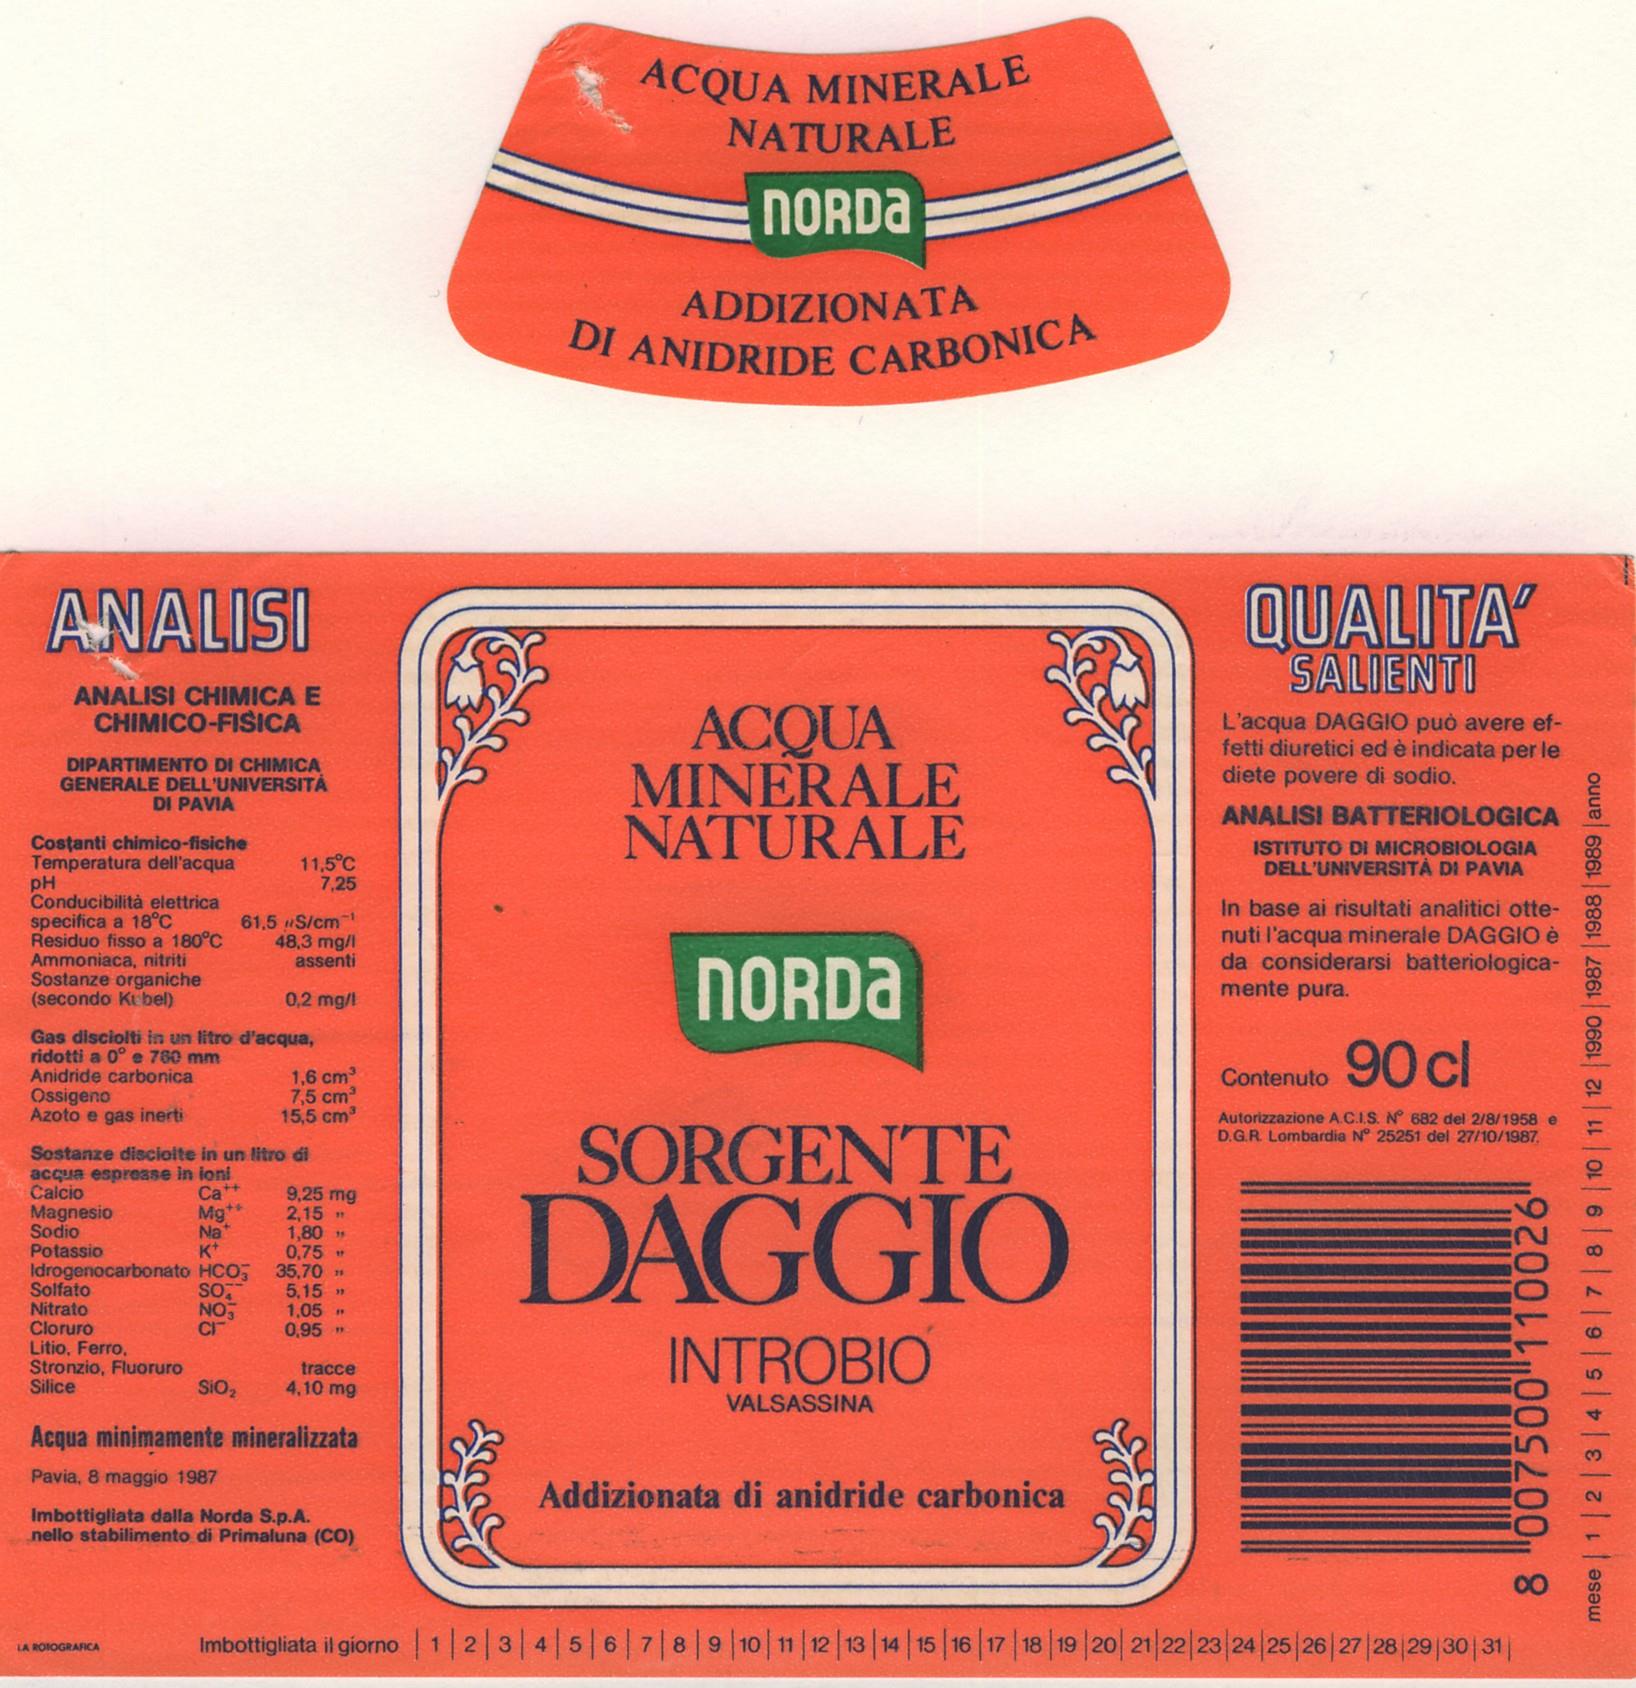 ACQUA MINERALE
NATURALE
NORDA
ADDIZIONATA
DI ANIDRIDE CARBONICA
ANALISI
ANALISI CHIMICA E
CHIMICO-FISICA
DIPARTIMENTO DI CHIMICA
GENERALE DELL'UNIVERSITÀ
DI PAVIA
Costanti chimico-fisiche
Temperatura dell'acqua 11,5°C
pH 7,25
Conducibilità elettrica
specifica a 18°C 61,5 μS/cm⁻¹
Residuo fisso a 180°C 48,3 mg/l
Ammoniaca, nitriti assenti
Sostanze organiche
(secondo Kubel) 0,2 mg/l
Gas disciolti in un litro d'acqua,
ridotti a 0° e 760 mm
Anidride carbonica 1,6 cm³
Ossigeno 7,5 cm³
Azoto e gas inerti 15,5 cm³
Sostanze disciolte in un litro di
acqua espresse in ioni
Calcio Ca⁺⁺ 9,25 mg
Magnesio Mg⁺⁺ 2,15 "
Sodio Na⁺ 1,80 "
Potassio K⁺ 0,75 "
Idrogenocarbonato HCO₃⁻ 35,70 "
Solfato SO₄⁻⁻ 5,15 "
Nitrato NO₃⁻ 1,05 "
Cloruro Cl⁻ 0,95 "
Litio, Ferro,
Stronzio, Fluoruro tracce
Silice SiO₂ 4,10 mg
Acqua minimamente mineralizzata
Pavia, 8 maggio 1987
Imbottigliata dalla Norda S.p.A.
nello stabilimento di Primaluna (CO)
LA ROTOGRAFICA
ACQUA
MINERALE
NATURALE
NORDA
SORGENTE
DAGGIO
INTROBIO
VALSASSINA
Addizionata di anidride carbonica
QUALITA'
SALIENTI
L'acqua DAGGIO può avere ef-
fetti diuretici ed è indicata per le
diete povere di sodio.
ANALISI BATTERIOLOGICA
ISTITUTO DI MICROBIOLOGIA
DELL'UNIVERSITÀ DI PAVIA
In base ai risultati analitici otte-
nuti l'acqua minerale DAGGIO è
da considerarsi batteriologica-
mente pura.
Contenuto 90 cl
Autorizzazione A.C.I.S. N° 682 del 2/8/1958 e
D.G.R. Lombardia N° 25251 del 27/10/1987.
8 007500 110026
mese | 1 | 2 | 3 | 4 | 5 | 6 | 7 | 8 | 9 | 10 | 11 | 12 | 1990 | 1987 | 1988 | 1989 | anno
Imbottigliata il giorno | 1 | 2 | 3 | 4 | 5 | 6 | 7 | 8 | 9 | 10 | 11 | 12 | 13 | 14 | 15 | 16 | 17 | 18 | 19 | 20 | 21 | 22 | 23 | 24 | 25 | 26 | 27 | 28 | 29 | 30 | 31 |